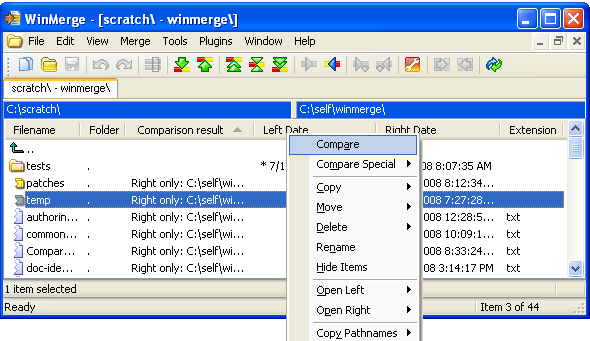 WinMerge - [scratch\ - winmerge\]
File Edit View Merge Tools Plugins Window Help
scratch\ - winmerge\
C:\scratch\ C:\self\winmerge\
Filename Folder Comparison result Left Date Right Date Extension
..
tests . * 7/1 008 8:07:35 AM
patches . Right only: C:\self\wi... 008 8:12:34...
temp . Right only: C:\self\wi... 008 7:27:28...
authorin... . Right only: C:\self\wi... 008 12:28:5... txt
common... . Right only: C:\self\wi... 008 10:09:1... txt
Compar... . Right only: C:\self\wi... 008 8:33:24... txt
doc-ide... . Right only: C:\self\wi... 008 3:14:17 PM txt
Compare
Compare Special
Copy
Move
Delete
Rename
Hide Items
Open Left
Open Right
Copy Pathnames
1 item selected
Ready Item 3 of 44